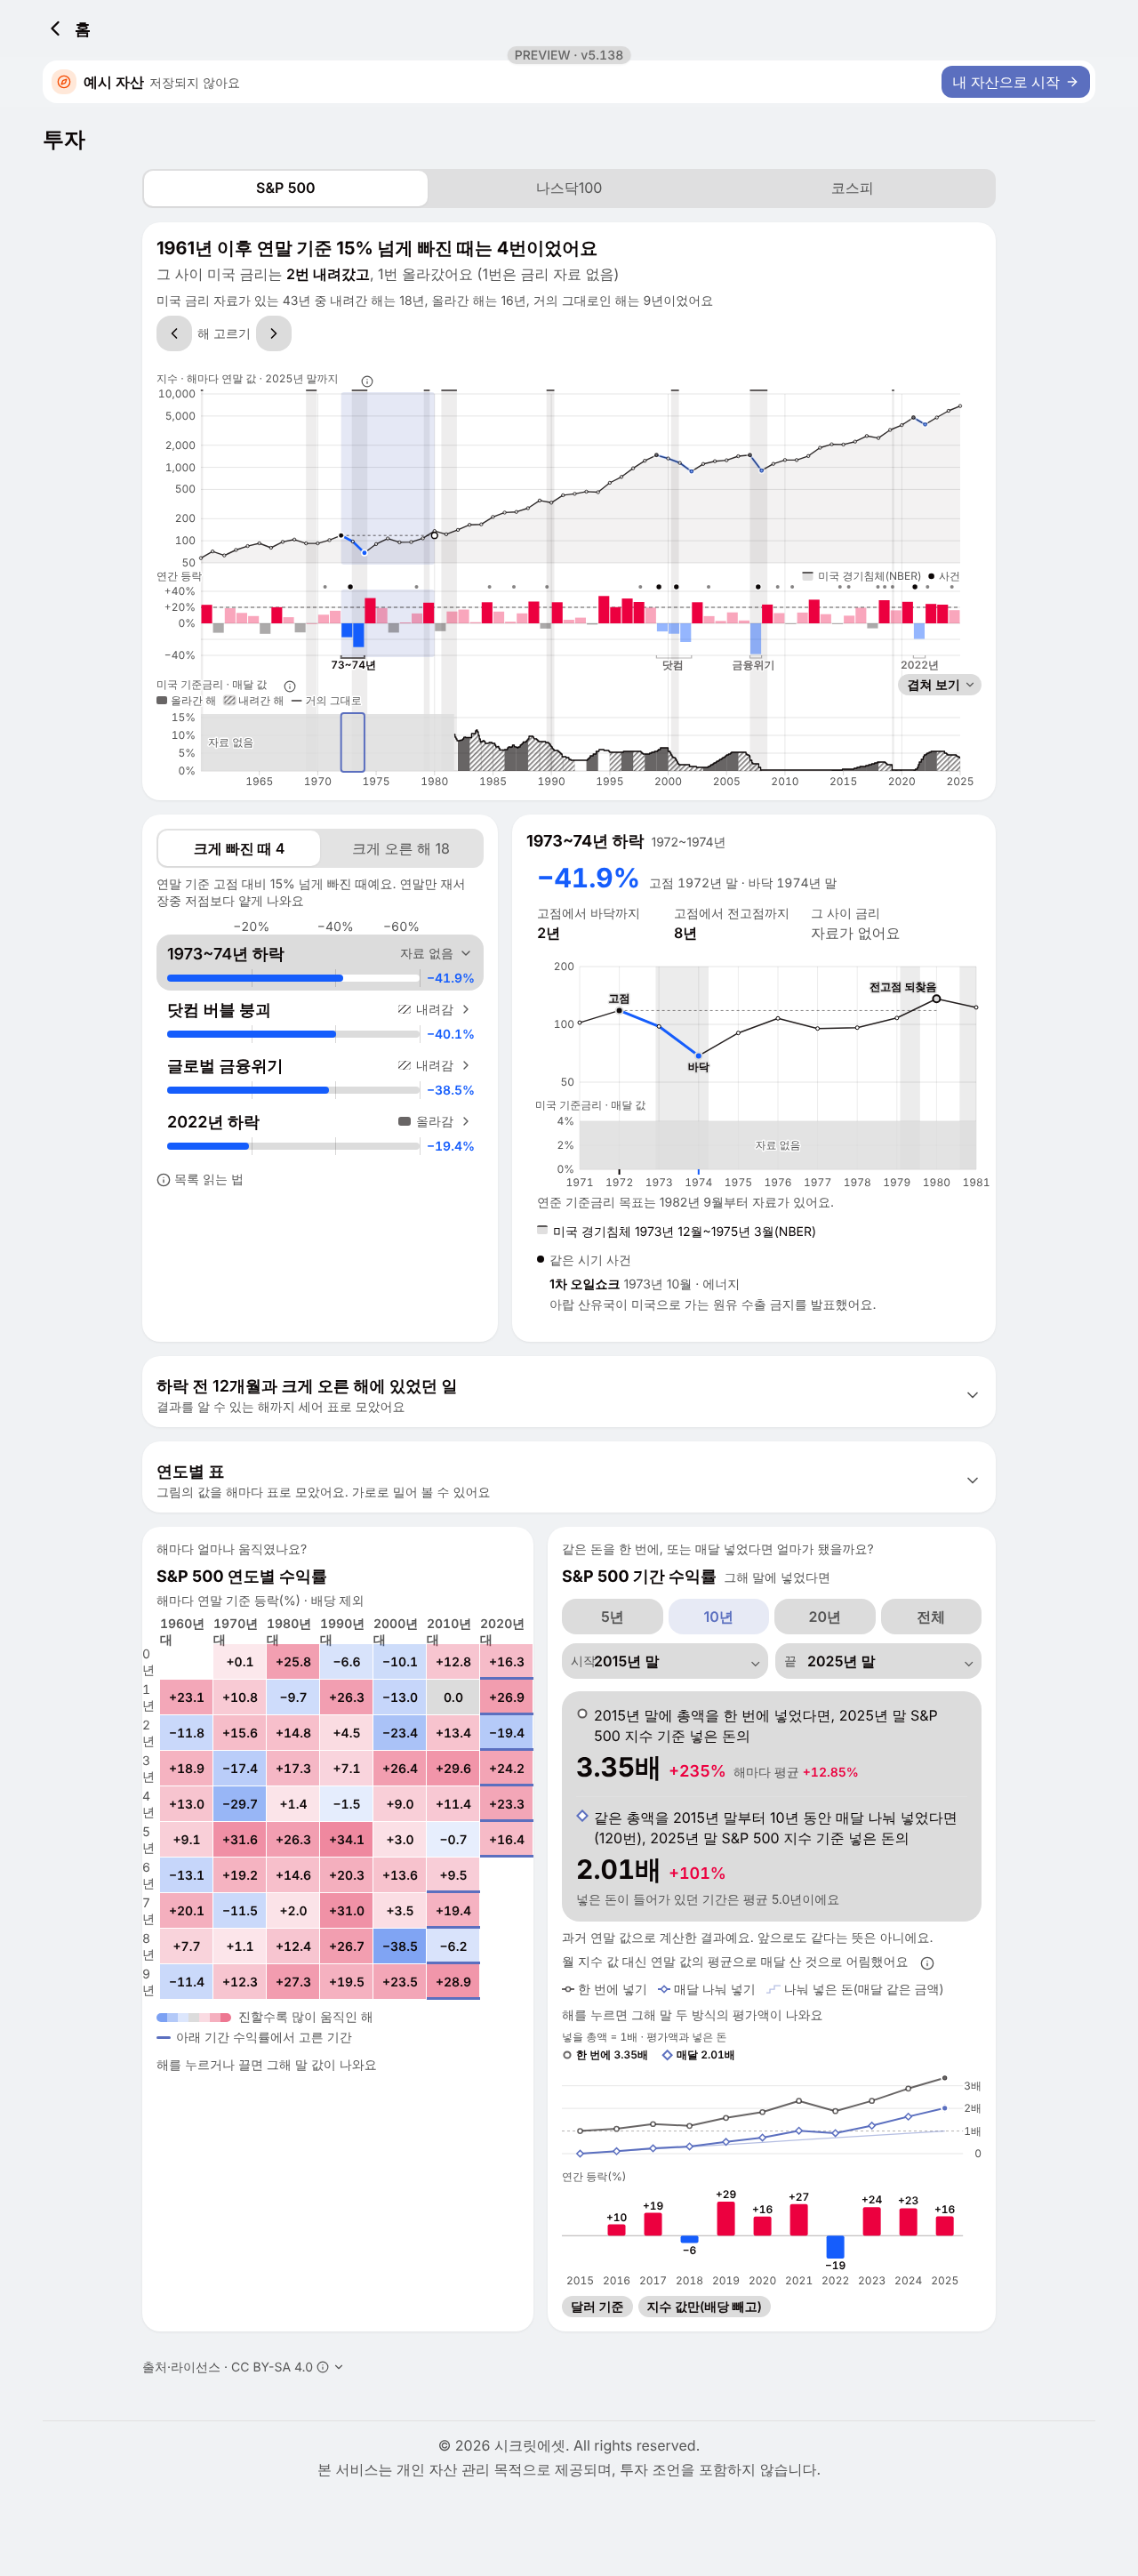 홈
PREVIEW · v5.138
예시 자산 저장되지 않아요
내 자산으로 시작
투자
S&P 500
나스닥100
코스피
1961년 이후 연말 기준 15% 넘게 빠진 때는 4번이었어요
그 사이 미국 금리는 2번 내려갔고, 1번 올라갔어요 (1번은 금리 자료 없음)
미국 금리 자료가 있는 43년 중 내려간 해는 18년, 올라간 해는 16년, 거의 그대로인 해는 9년이었어요
해 고르기
지수 · 해마다 연말 값 · 2025년 말까지
10,000
5,000
2,000
1,000
500
200
100
50
연간 등락
미국 경기침체(NBER)
사건
+40%
+20%
0%
−40%
73~74년
닷컴
금융위기
2022년
미국 기준금리 · 매달 값
겹쳐 보기
올라간 해
내려간 해
거의 그대로
15%
10%
5%
0%
자료 없음
1965 1970 1975 1980 1985 1990 1995 2000 2005 2010 2015 2020 2025
크게 빠진 때 4
크게 오른 해 18
연말 기준 고점 대비 15% 넘게 빠진 때예요. 연말만 재서
장중 저점보다 얕게 나와요
−20% −40% −60%
1973~74년 하락
자료 없음
−41.9%
닷컴 버블 붕괴
내려감
−40.1%
글로벌 금융위기
내려감
−38.5%
2022년 하락
올라감
−19.4%
목록 읽는 법
1973~74년 하락 1972~1974년
−41.9% 고점 1972년 말 · 바닥 1974년 말
고점에서 바닥까지
고점에서 전고점까지
그 사이 금리
2년
8년
자료가 없어요
200
100
50
고점
바닥
전고점 되찾음
미국 기준금리 · 매달 값
4%
2%
0%
자료 없음
1971 1972 1973 1974 1975 1976 1977 1978 1979 1980 1981
연준 기준금리 목표는 1982년 9월부터 자료가 있어요.
미국 경기침체 1973년 12월~1975년 3월(NBER)
같은 시기 사건
1차 오일쇼크 1973년 10월 · 에너지
아랍 산유국이 미국으로 가는 원유 수출 금지를 발표했어요.
하락 전 12개월과 크게 오른 해에 있었던 일
결과를 알 수 있는 해까지 세어 표로 모았어요
연도별 표
그림의 값을 해마다 표로 모았어요. 가로로 밀어 볼 수 있어요
해마다 얼마나 움직였나요?
S&P 500 연도별 수익률
해마다 연말 기준 등락(%) · 배당 제외
1960년대 1970년대 1980년대 1990년대 2000년대 2010년대 2020년대
0년 +0.1 +25.8 −6.6 −10.1 +12.8 +16.3
1년 +23.1 +10.8 −9.7 +26.3 −13.0 0.0 +26.9
2년 −11.8 +15.6 +14.8 +4.5 −23.4 +13.4 −19.4
3년 +18.9 −17.4 +17.3 +7.1 +26.4 +29.6 +24.2
4년 +13.0 −29.7 +1.4 −1.5 +9.0 +11.4 +23.3
5년 +9.1 +31.6 +26.3 +34.1 +3.0 −0.7 +16.4
6년 −13.1 +19.2 +14.6 +20.3 +13.6 +9.5
7년 +20.1 −11.5 +2.0 +31.0 +3.5 +19.4
8년 +7.7 +1.1 +12.4 +26.7 −38.5 −6.2
9년 −11.4 +12.3 +27.3 +19.5 +23.5 +28.9
진할수록 많이 움직인 해
아래 기간 수익률에서 고른 기간
해를 누르거나 끌면 그해 말 값이 나와요
같은 돈을 한 번에, 또는 매달 넣었다면 얼마가 됐을까요?
S&P 500 기간 수익률 그해 말에 넣었다면
5년
10년
20년
전체
시작 2015년 말
끝 2025년 말
2015년 말에 총액을 한 번에 넣었다면, 2025년 말 S&P
500 지수 기준 넣은 돈의
3.35배 +235% 해마다 평균 +12.85%
같은 총액을 2015년 말부터 10년 동안 매달 나눠 넣었다면
(120번), 2025년 말 S&P 500 지수 기준 넣은 돈의
2.01배 +101%
넣은 돈이 들어가 있던 기간은 평균 5.0년이에요
과거 연말 값으로 계산한 결과예요. 앞으로도 같다는 뜻은 아니에요.
월 지수 값 대신 연말 값의 평균으로 매달 산 것으로 어림했어요
한 번에 넣기
매달 나눠 넣기
나눠 넣은 돈(매달 같은 금액)
해를 누르면 그해 말 두 방식의 평가액이 나와요
넣을 총액 = 1배 · 평가액과 넣은 돈
한 번에 3.35배
매달 2.01배
3배
2배
1배
0
연간 등락(%)
+10 +19 −6 +29 +16 +27 −19 +24 +23 +16
2015 2016 2017 2018 2019 2020 2021 2022 2023 2024 2025
달러 기준
지수 값만(배당 빼고)
출처·라이선스 · CC BY-SA 4.0
© 2026 시크릿에셋. All rights reserved.
본 서비스는 개인 자산 관리 목적으로 제공되며, 투자 조언을 포함하지 않습니다.